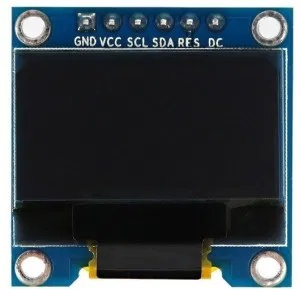 GND VCC SCL SDA RES DC